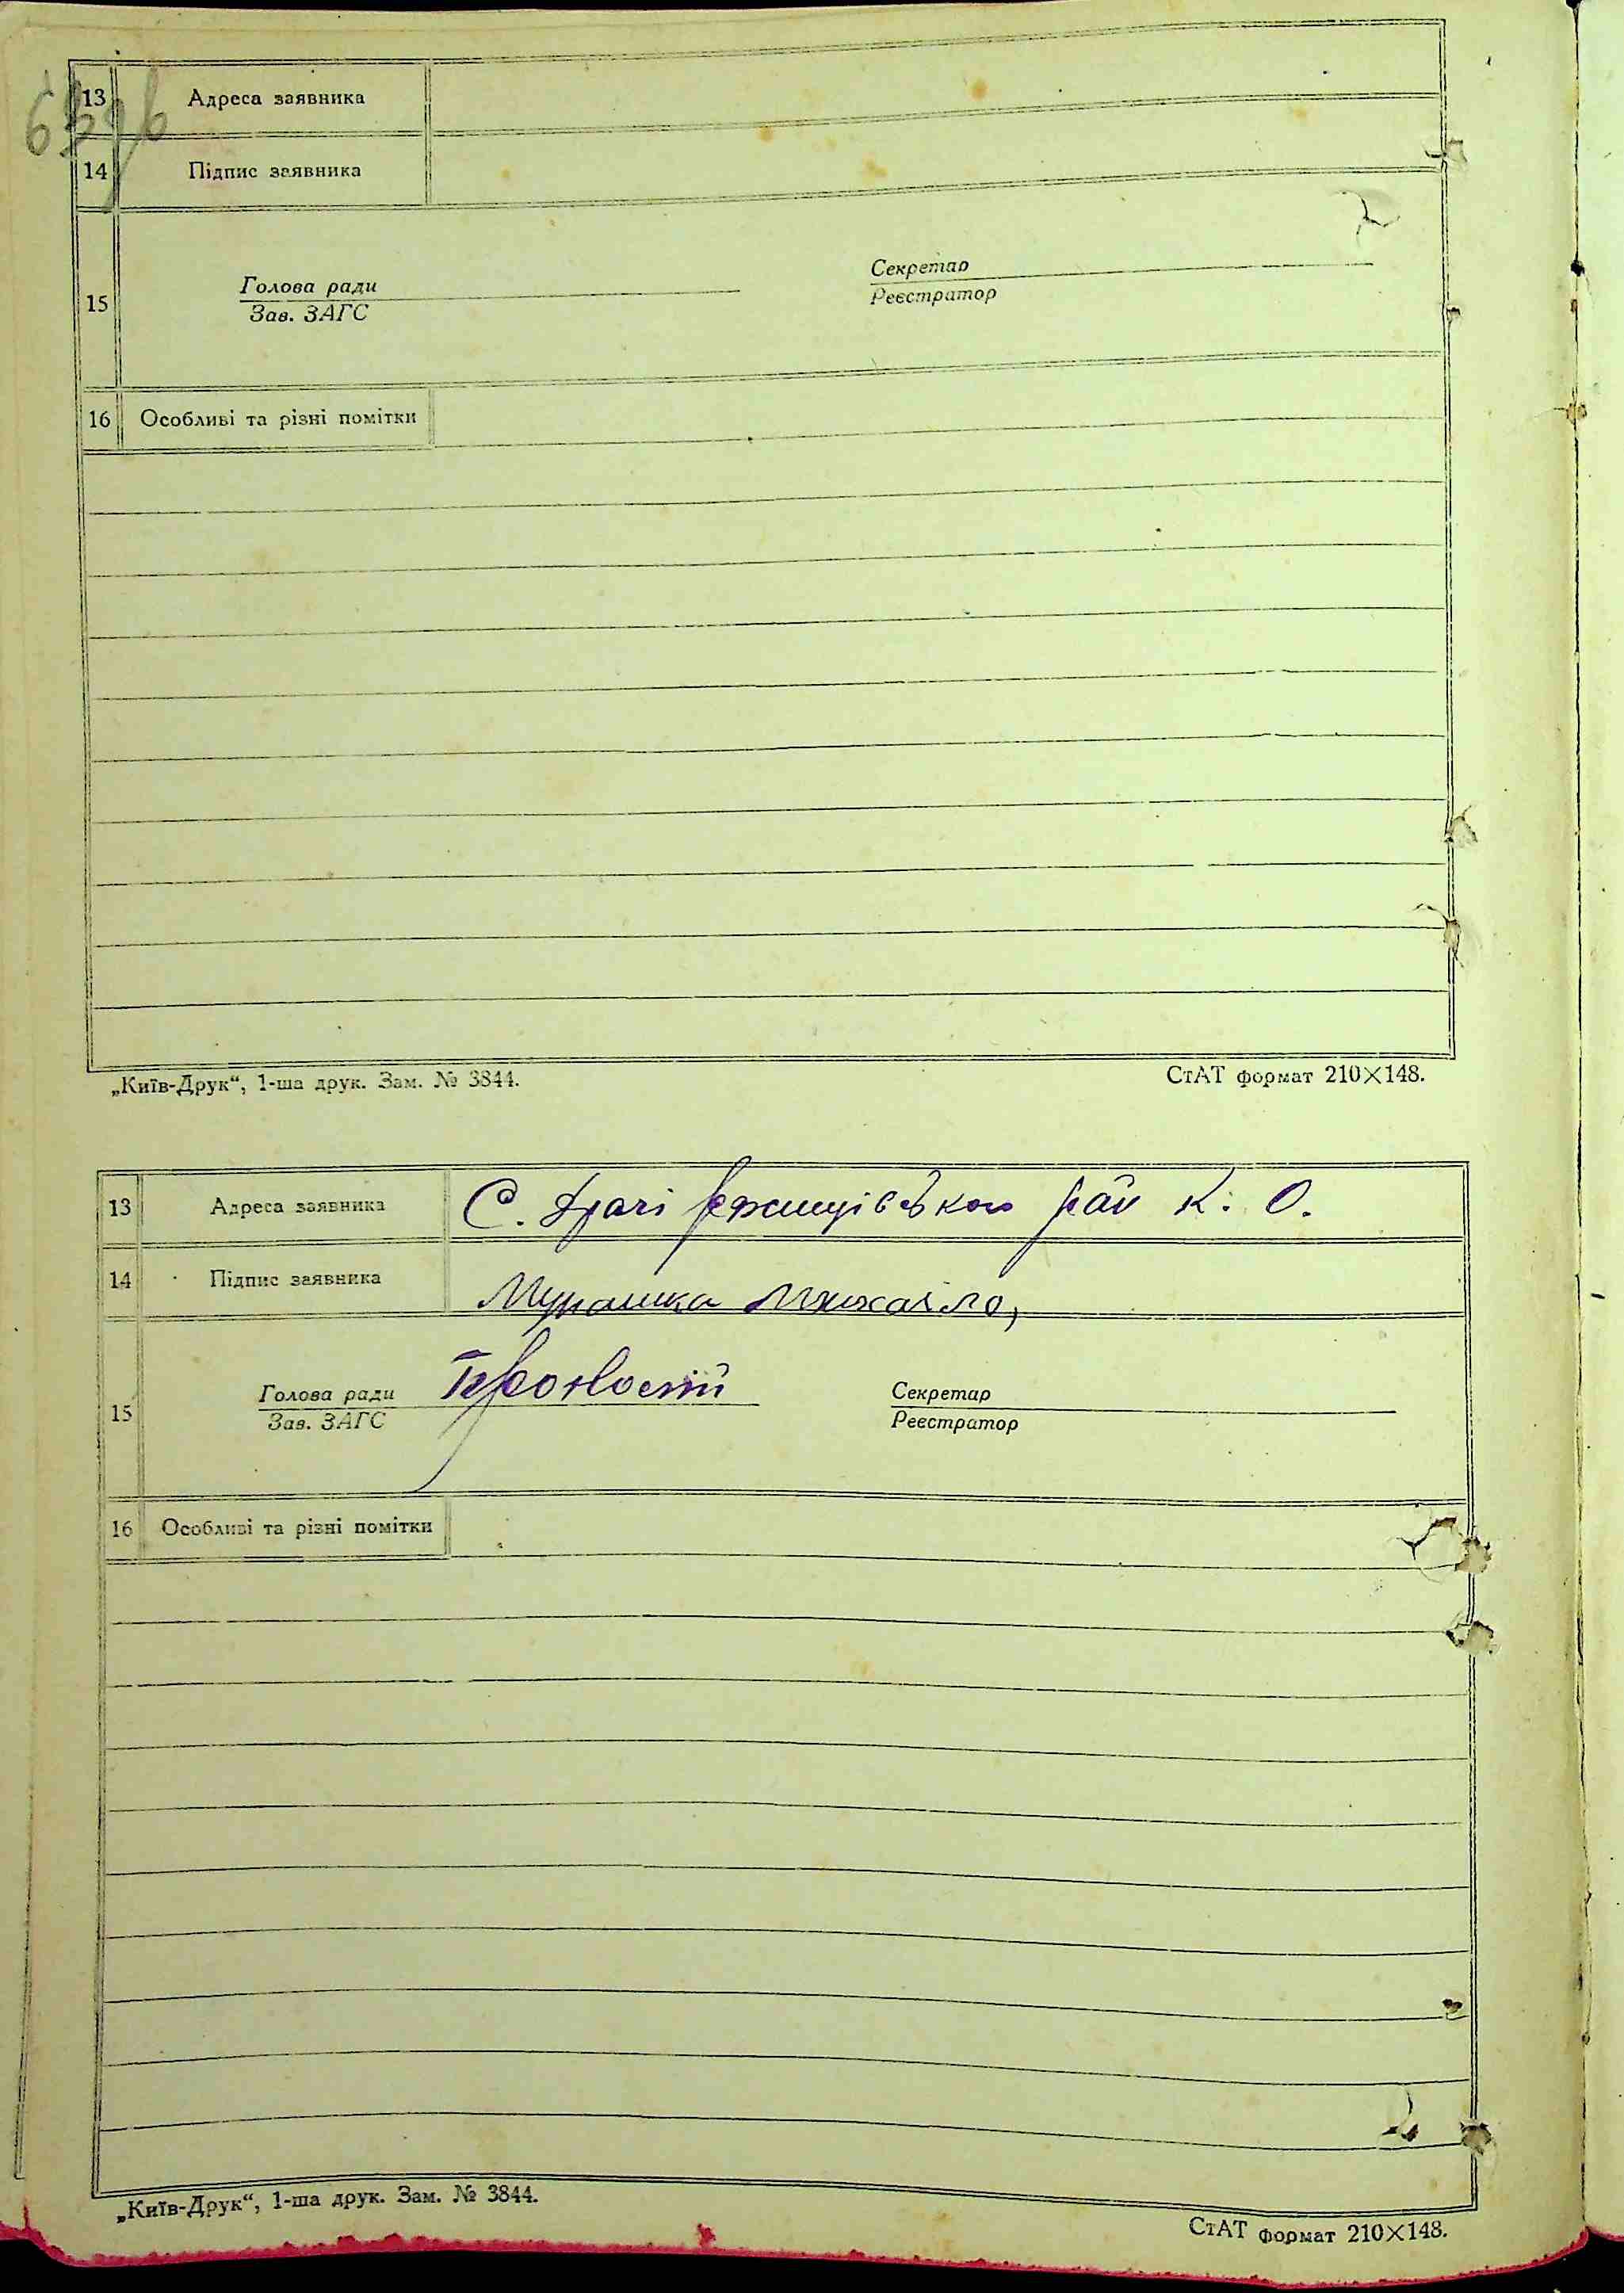 13 Адреса заявника
14 Підпис заявника
15 Голова ради Секретар
Зав. ЗАГС Реєстратор
16 Особливі та різні помітки
„Київ-Друк“, 1-ша друк. Зам. № 3844. СтАТ формат 210×148.
13 Адреса заявника С. Драчі Ржищівського рай К. О.
14 Підпис заявника Мурашка Михайло,
15 Голова ради Секретар
Зав. ЗАГС Реєстратор
16 Особливі та різні помітки
„Київ-Друк“, 1-ша друк. Зам. № 3844.
СтАТ формат 210×148.